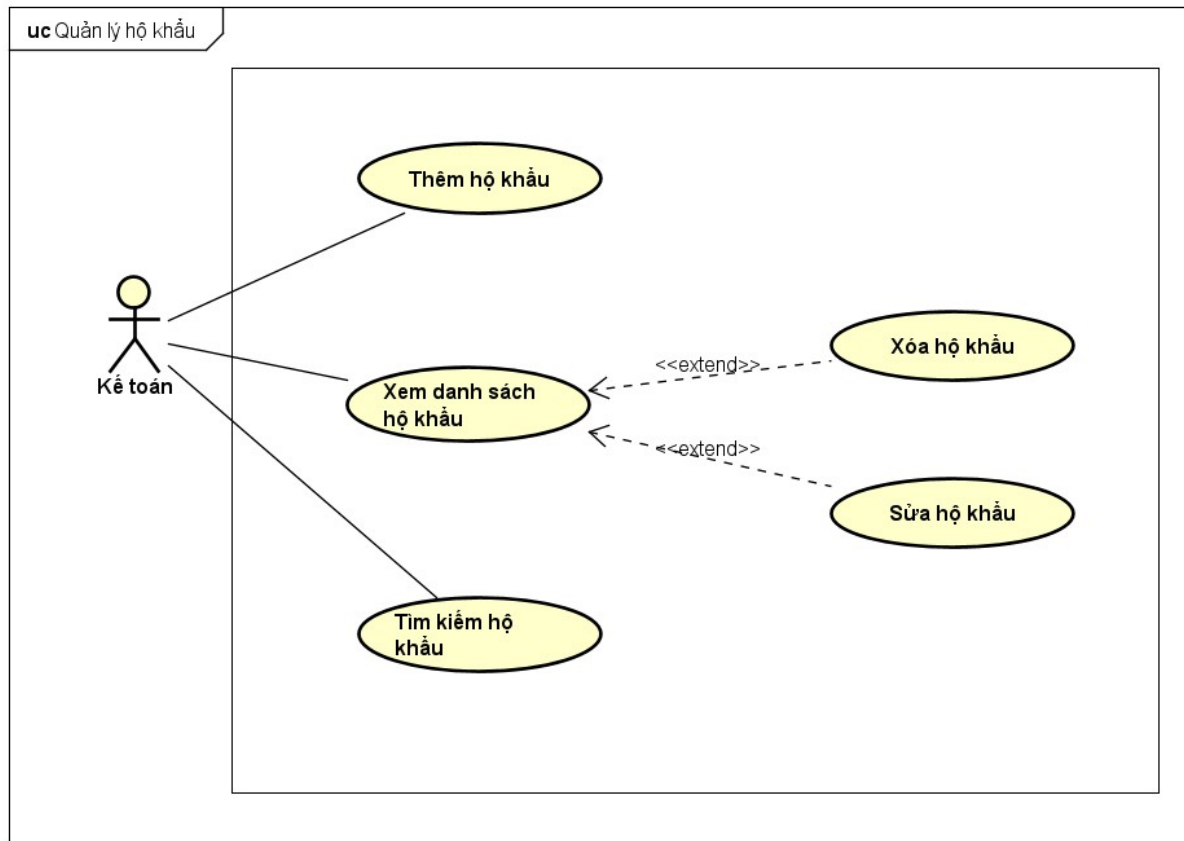 uc Quản lý hộ khẩu
Thêm hộ khẩu
Kế toán
Xem danh sách
hộ khẩu
<<extend>>
Xóa hộ khẩu
<<extend>>
Sửa hộ khẩu
Tìm kiếm hộ
khẩu